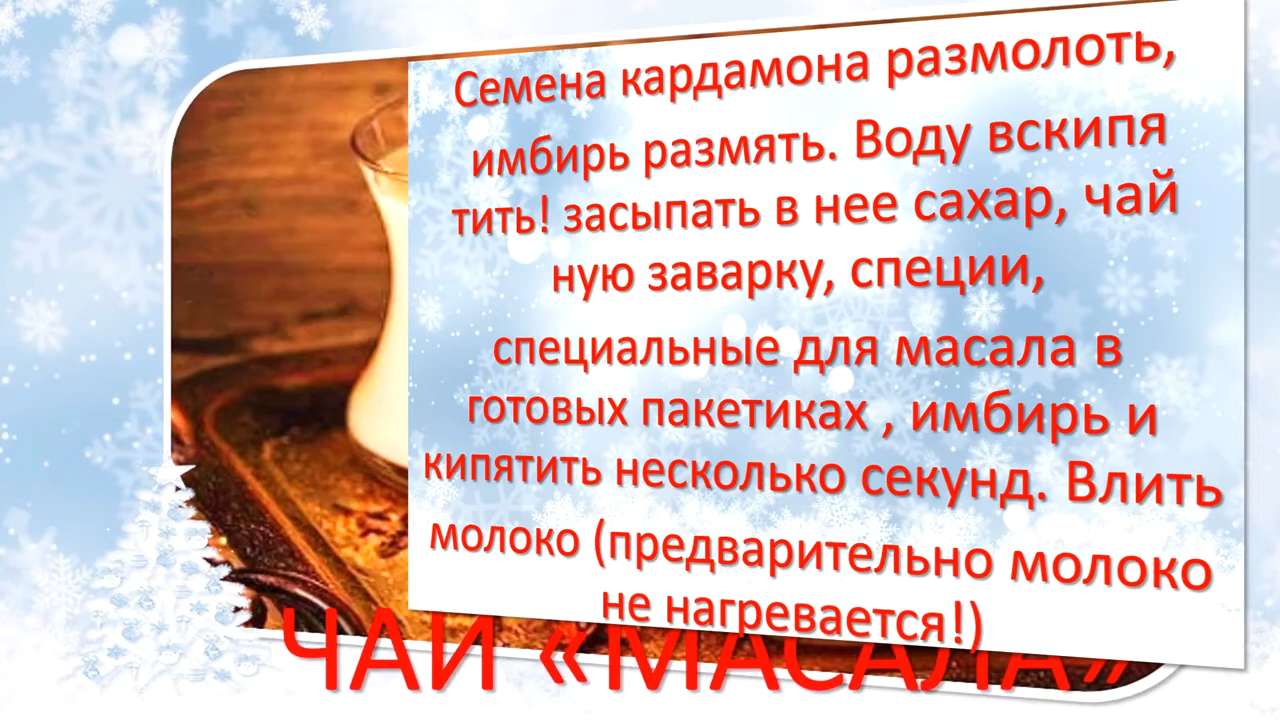 Семена кардамона размолоть,
имбирь размять. Воду вскипя
тить! засыпать в нее сахар, чай
ную заварку, специи,
специальные для масала в
готовых пакетиках , имбирь и
кипятить несколько секунд. Влить
молоко (предварительно молоко
не нагревается!)
ЧАЙ «МАСАЛА»